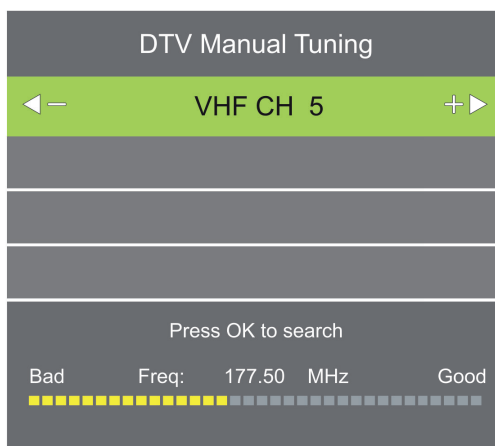 DTV Manual Tuning
− VHF CH 5 +
Press OK to search
Bad Freq: 177.50 MHz Good